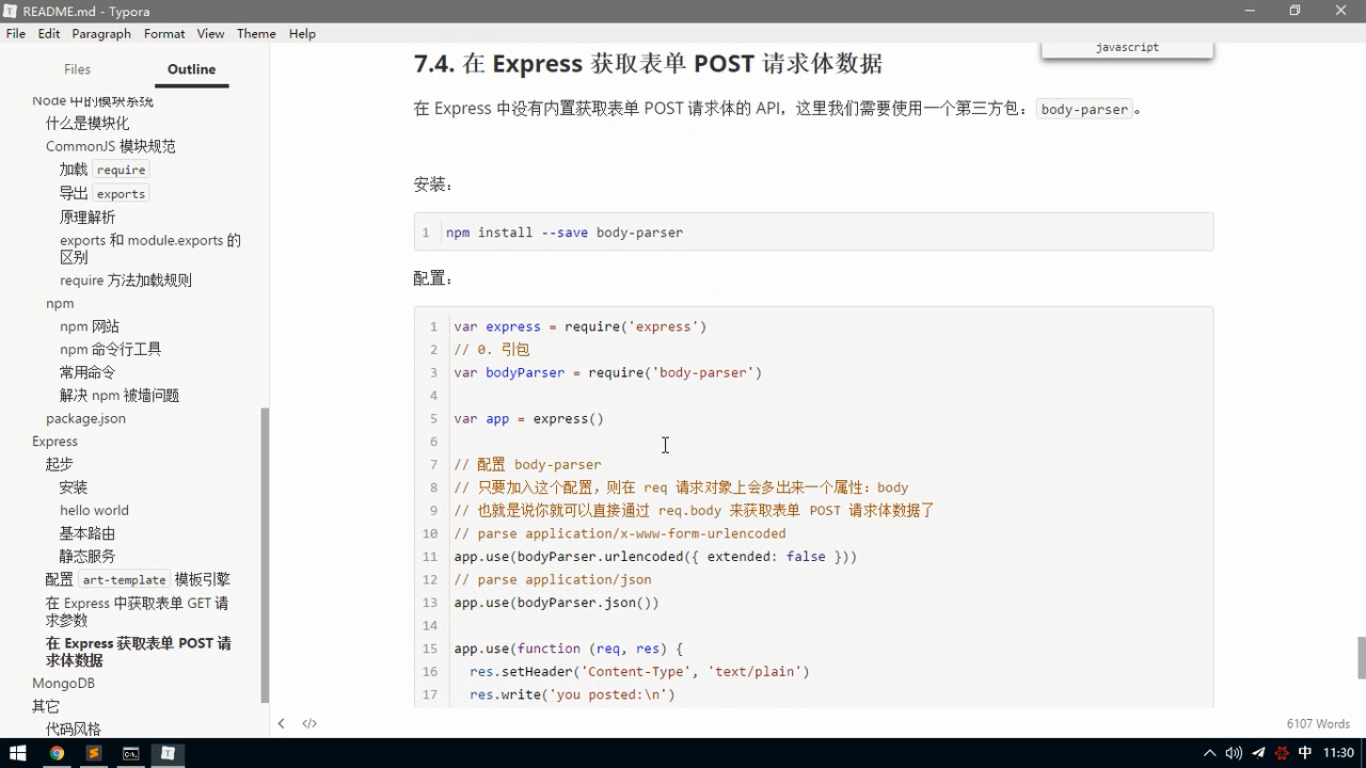 README.md - Typora
File Edit Paragraph Format View Theme Help
Files Outline
Node 中的模块系统
什么是模块化
CommonJS 模块规范
加载 require
导出 exports
原理解析
exports 和 module.exports 的
区别
require 方法加载规则
npm
npm 网站
npm 命令行工具
常用命令
解决 npm 被墙问题
package.json
Express
起步
安装
hello world
基本路由
静态服务
配置 art-template 模板引擎
在 Express 中获取表单 GET 请
求参数
在 Express 获取表单 POST 请
求体数据
MongoDB
其它
代码风格
javascript
7.4. 在 Express 获取表单 POST 请求体数据
在 Express 中没有内置获取表单 POST 请求体的 API，这里我们需要使用一个第三方包： body-parser 。
安装：
1 npm install --save body-parser
配置：
1 var express = require('express')
2 // 0. 引包
3 var bodyParser = require('body-parser')
4
5 var app = express()
6
7 // 配置 body-parser
8 // 只要加入这个配置，则在 req 请求对象上会多出来一个属性：body
9 // 也就是说你就可以直接通过 req.body 来获取表单 POST 请求体数据了
10 // parse application/x-www-form-urlencoded
11 app.use(bodyParser.urlencoded({ extended: false }))
12 // parse application/json
13 app.use(bodyParser.json())
14
15 app.use(function (req, res) {
16 res.setHeader('Content-Type', 'text/plain')
17 res.write('you posted:\n')
6107 Words
中 11:30